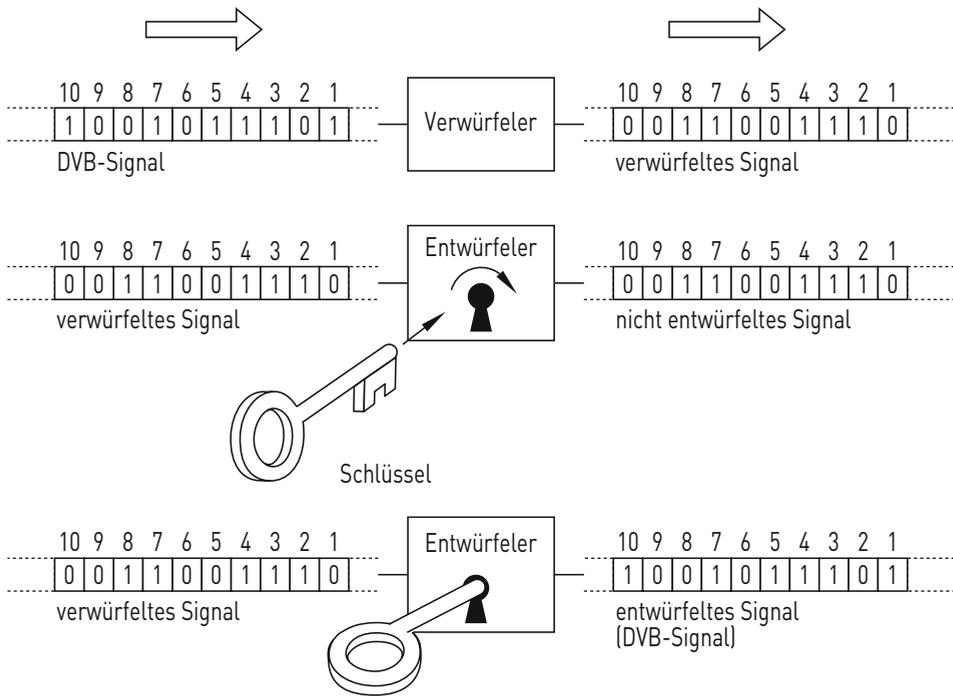 10 9 8 7 6 5 4 3 2 1
1 0 0 1 0 1 1 1 0 1
DVB-Signal
Verwürfeler
10 9 8 7 6 5 4 3 2 1
0 0 1 1 0 0 1 1 1 0
verwürfeltes Signal
10 9 8 7 6 5 4 3 2 1
0 0 1 1 0 0 1 1 1 0
verwürfeltes Signal
Entwürfeler
10 9 8 7 6 5 4 3 2 1
0 0 1 1 0 0 1 1 1 0
nicht entwürfeltes Signal
Schlüssel
10 9 8 7 6 5 4 3 2 1
0 0 1 1 0 0 1 1 1 0
verwürfeltes Signal
Entwürfeler
10 9 8 7 6 5 4 3 2 1
1 0 0 1 0 1 1 1 0 1
entwürfeltes Signal
(DVB-Signal)